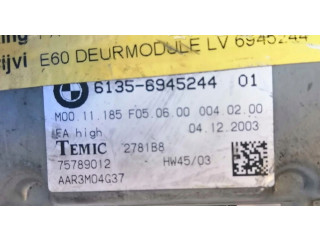 ijvi E60 DEURMODULE LV 6945244
6135-6945244 01
M00.11.185 F05.06.00 004 02.00
EA high 04.12.2003
TEMIC 2781B8
75789012 HW45/03
AAR3M04G37